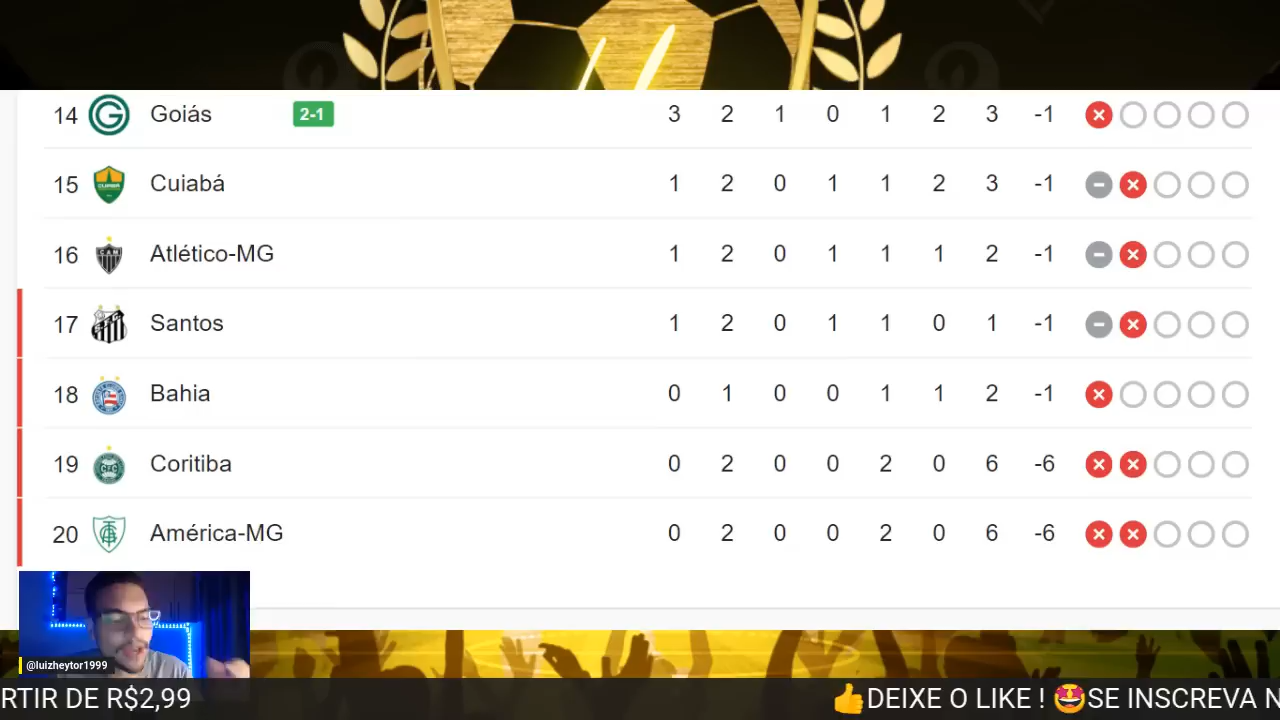 14 Goiás 2-1 3 2 1 0 1 2 3 -1
15 Cuiabá 1 2 0 1 1 2 3 -1
16 Atlético-MG 1 2 0 1 1 1 2 -1
17 Santos 1 2 0 1 1 0 1 -1
18 Bahia 0 1 0 0 1 1 2 -1
19 Coritiba 0 2 0 0 2 0 6 -6
20 América-MG 0 2 0 0 2 0 6 -6
@luizheytor1999
RTIR DE R$2,99 👍DEIXE O LIKE ! 🤩SE INSCREVA N